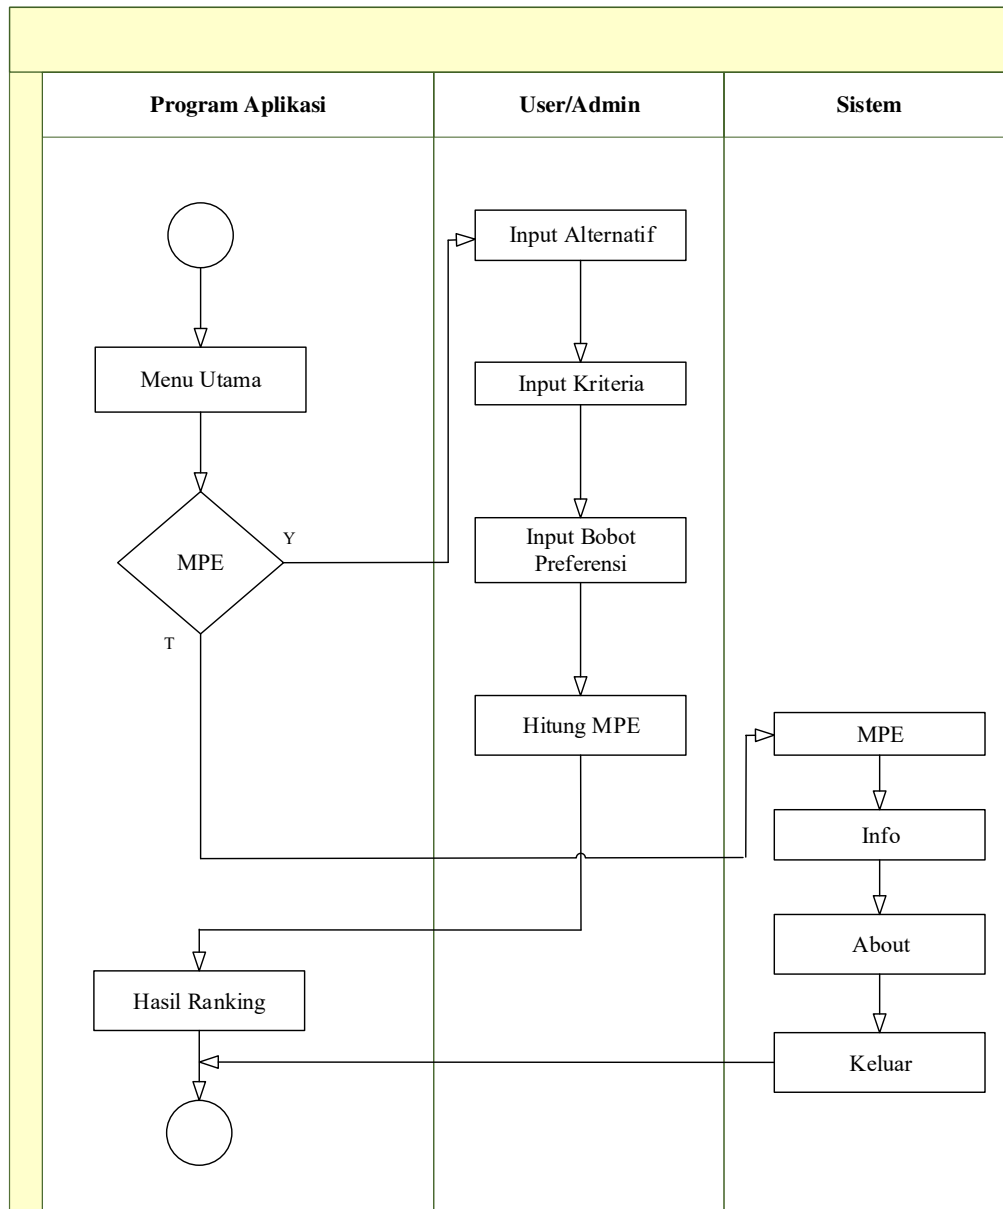 Program Aplikasi
User/Admin
Sistem
Input Alternatif
Menu Utama
Input Kriteria
MPE
Y
T
Input Bobot
Preferensi
Hitung MPE
MPE
Info
About
Hasil Ranking
Keluar